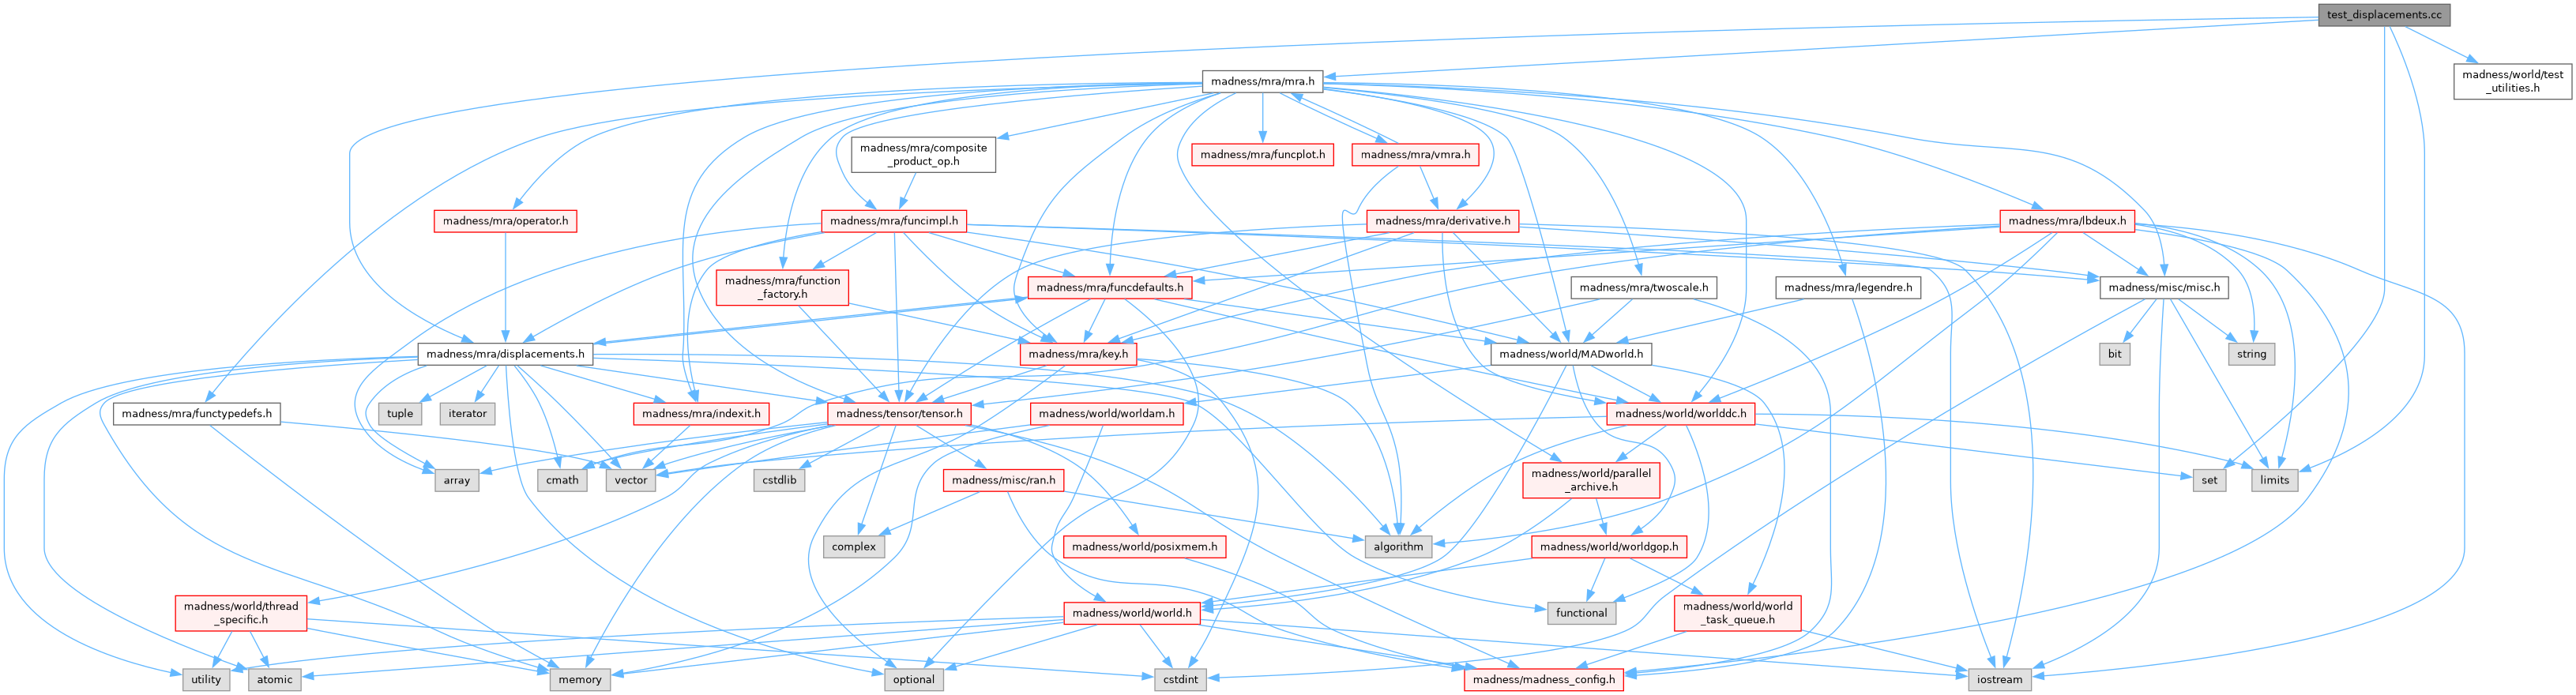 test_displacements.cc
madness/mra/mra.h
madness/world/test
_utilities.h
madness/mra/composite
_product_op.h
madness/mra/funcplot.h
madness/mra/vmra.h
madness/mra/operator.h
madness/mra/funcimpl.h
madness/mra/derivative.h
madness/mra/lbdeux.h
madness/mra/function
_factory.h
madness/mra/funcdefaults.h
madness/mra/twoscale.h
madness/mra/legendre.h
madness/misc/misc.h
madness/mra/displacements.h
madness/mra/key.h
madness/world/MADworld.h
bit
string
madness/mra/functypedefs.h
tuple
iterator
madness/mra/indexit.h
madness/tensor/tensor.h
madness/world/worldam.h
madness/world/worlddc.h
array
cmath
vector
cstdlib
madness/misc/ran.h
madness/world/parallel
_archive.h
set
limits
complex
madness/world/posixmem.h
algorithm
madness/world/worldgop.h
madness/world/thread
_specific.h
madness/world/world.h
functional
madness/world/world
_task_queue.h
utility
atomic
memory
optional
cstdint
madness/madness_config.h
iostream